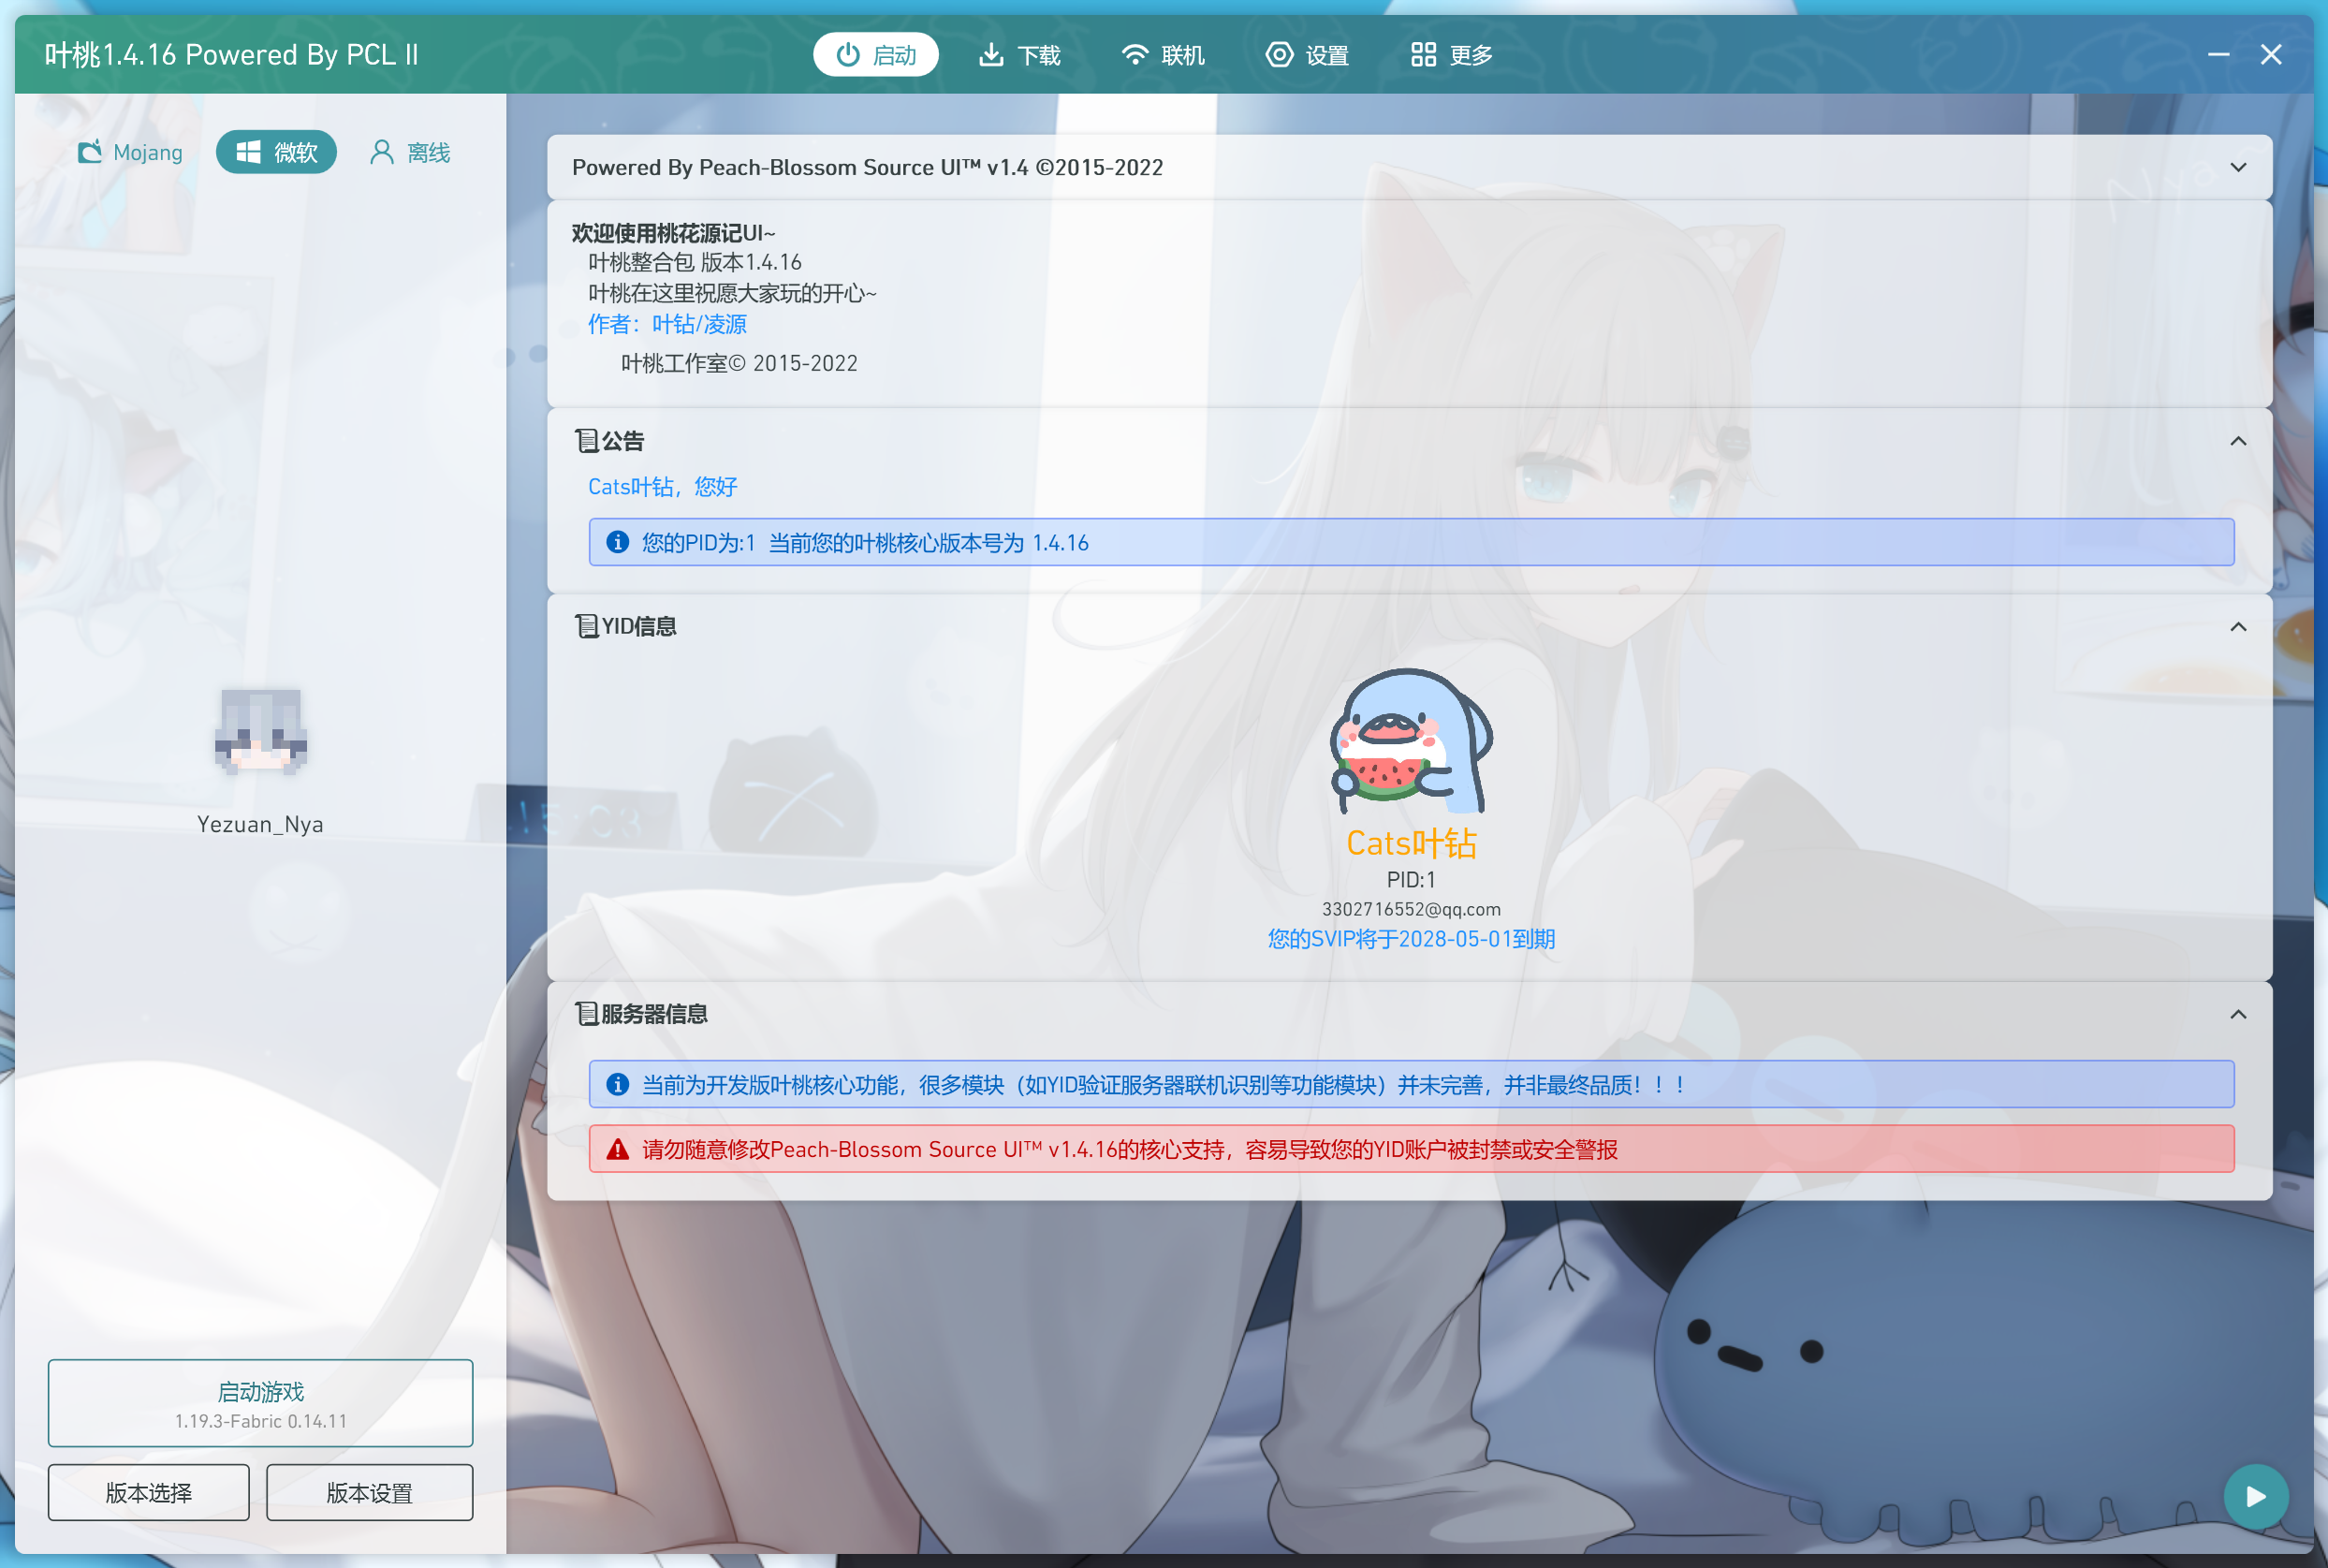 叶桃1.4.16 Powered By PCL II
启动
下载
联机
设置
更多
Mojang
微软
离线
Yezuan_Nya
启动游戏
1.19.3-Fabric 0.14.11
版本选择
版本设置
Powered By Peach-Blossom Source UI™ v1.4 ©2015-2022
欢迎使用桃花源记UI~
叶桃整合包 版本1.4.16
叶桃在这里祝愿大家玩的开心~
作者：叶钻/凌源
叶桃工作室© 2015-2022
公告
Cats叶钻，您好
您的PID为:1 当前您的叶桃核心版本号为 1.4.16
YID信息
Cats叶钻
PID:1
3302716552@qq.com
您的SVIP将于2028-05-01到期
服务器信息
当前为开发版叶桃核心功能，很多模块（如YID验证服务器联机识别等功能模块）并未完善，并非最终品质！！！
请勿随意修改Peach-Blossom Source UI™ v1.4.16的核心支持，容易导致您的YID账户被封禁或安全警报